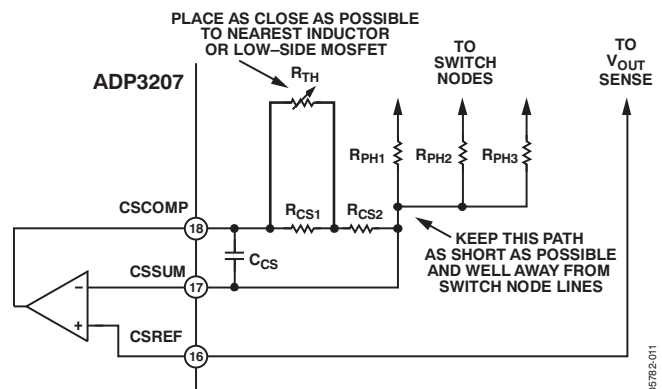 PLACE AS CLOSE AS POSSIBLE
TO NEAREST INDUCTOR
OR LOW–SIDE MOSFET
TO
SWITCH
NODES
TO
VOUT
SENSE
ADP3207
RTH
RPH1
RPH2
RPH3
CSCOMP
18
RCS1
RCS2
KEEP THIS PATH
AS SHORT AS POSSIBLE
AND WELL AWAY FROM
SWITCH NODE LINES
CCS
CSSUM
17
–
+
CSREF
16
05782-011